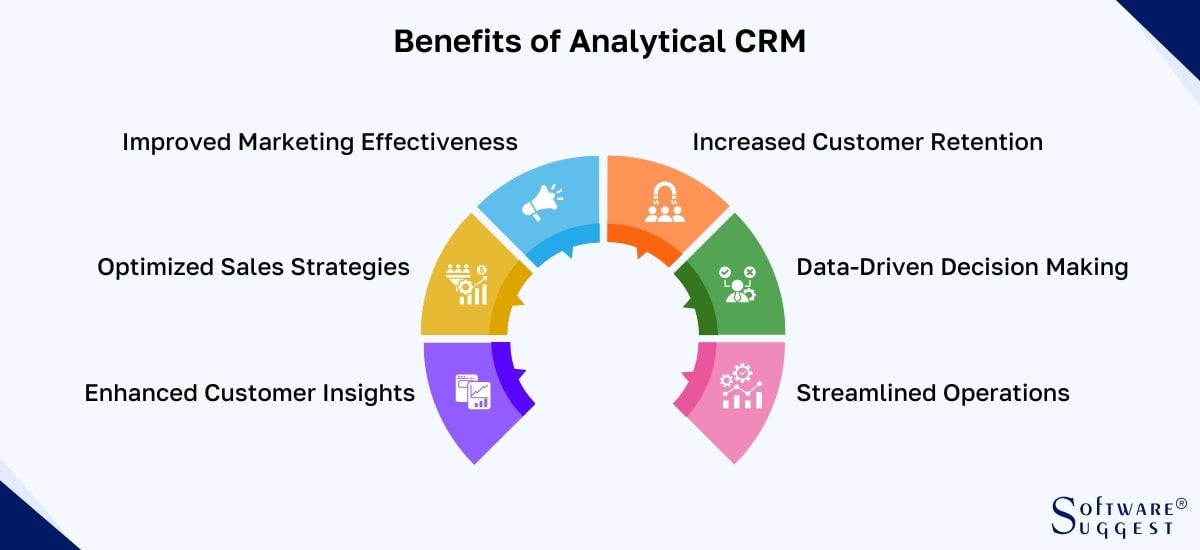 Benefits of Analytical CRM
Improved Marketing Effectiveness
Increased Customer Retention
Optimized Sales Strategies
Data-Driven Decision Making
Enhanced Customer Insights
Streamlined Operations
SOFTWARE®
SUGGEST